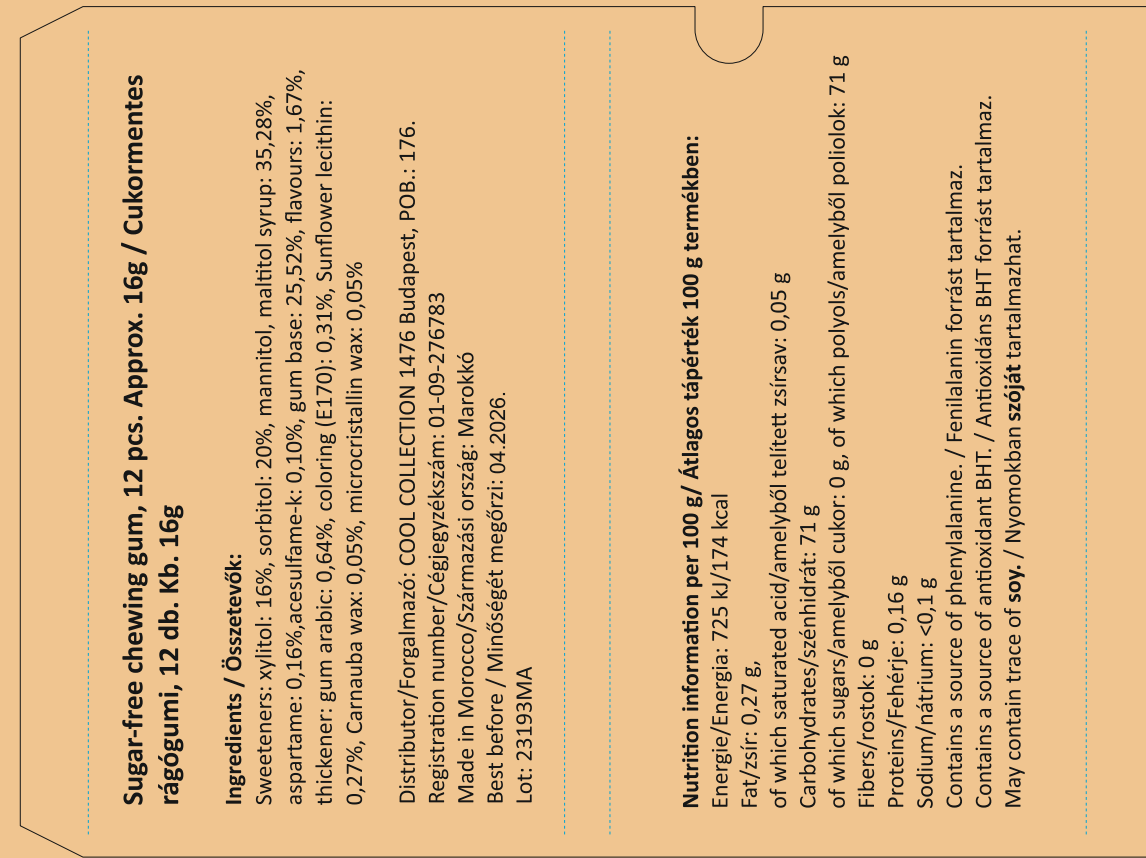 Sugar-free chewing gum, 12 pcs. Approx. 16g / Cukormentes
rágógumi, 12 db. Kb. 16g
Ingredients / Összetevők:
Sweeteners: xylitol: 16%, sorbitol: 20%, mannitol, maltitol syrup: 35,28%,
aspartame: 0,16%,acesulfame-k: 0,10%, gum base: 25,52%, flavours: 1,67%,
thickener: gum arabic: 0,64%, coloring (E170): 0,31%, Sunflower lecithin:
0,27%, Carnauba wax: 0,05%, microcristallin wax: 0,05%
Distributor/Forgalmazó: COOL COLLECTION 1476 Budapest, POB.: 176.
Registration number/Cégjegyzékszám: 01-09-276783
Made in Morocco/Származási ország: Marokkó
Best before / Minőségét megőrzi: 04.2026.
Lot: 23193MA
Nutrition information per 100 g/ Átlagos tápérték 100 g termékben:
Energie/Energia: 725 kJ/174 kcal
Fat/zsír: 0,27 g,
of which saturated acid/amelyből telített zsírsav: 0,05 g
Carbohydrates/szénhidrát: 71 g
of which sugars/amelyből cukor: 0 g, of which polyols/amelyből poliolok: 71 g
Fibers/rostok: 0 g
Proteins/Fehérje: 0,16 g
Sodium/nátrium: <0,1 g
Contains a source of phenylalanine. / Fenilalanin forrást tartalmaz.
Contains a source of antioxidant BHT. / Antioxidáns BHT forrást tartalmaz.
May contain trace of soy. / Nyomokban szóját tartalmazhat.